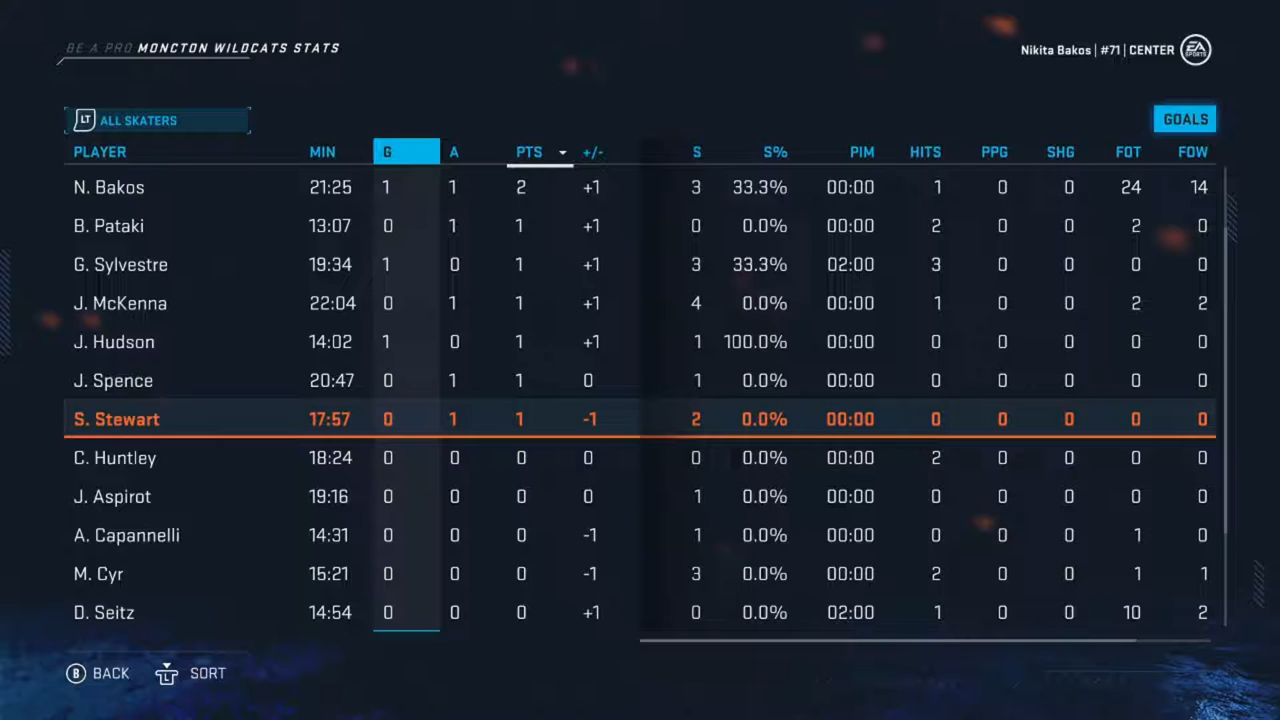 BE A PRO MONCTON WILDCATS STATS
Nikita Bakos | #71 | CENTER EA SPORTS
LT ALL SKATERS
GOALS
PLAYER MIN G A PTS +/- S S% PIM HITS PPG SHG FOT FOW
N. Bakos 21:25 1 1 2 +1 3 33.3% 00:00 1 0 0 24 14
B. Pataki 13:07 0 1 1 +1 0 0.0% 00:00 2 0 0 2 0
G. Sylvestre 19:34 1 0 1 +1 3 33.3% 02:00 3 0 0 0 0
J. McKenna 22:04 0 1 1 +1 4 0.0% 00:00 1 0 0 2 2
J. Hudson 14:02 1 0 1 +1 1 100.0% 00:00 0 0 0 0 0
J. Spence 20:47 0 1 1 0 1 0.0% 00:00 0 0 0 0 0
S. Stewart 17:57 0 1 1 -1 2 0.0% 00:00 0 0 0 0 0
C. Huntley 18:24 0 0 0 0 0 0.0% 00:00 2 0 0 0 0
J. Aspirot 19:16 0 0 0 0 1 0.0% 00:00 0 0 0 0 0
A. Capannelli 14:31 0 0 0 -1 1 0.0% 00:00 0 0 0 1 0
M. Cyr 15:21 0 0 0 -1 3 0.0% 00:00 2 0 0 1 1
D. Seitz 14:54 0 0 0 +1 0 0.0% 02:00 1 0 0 10 2
B BACK L SORT